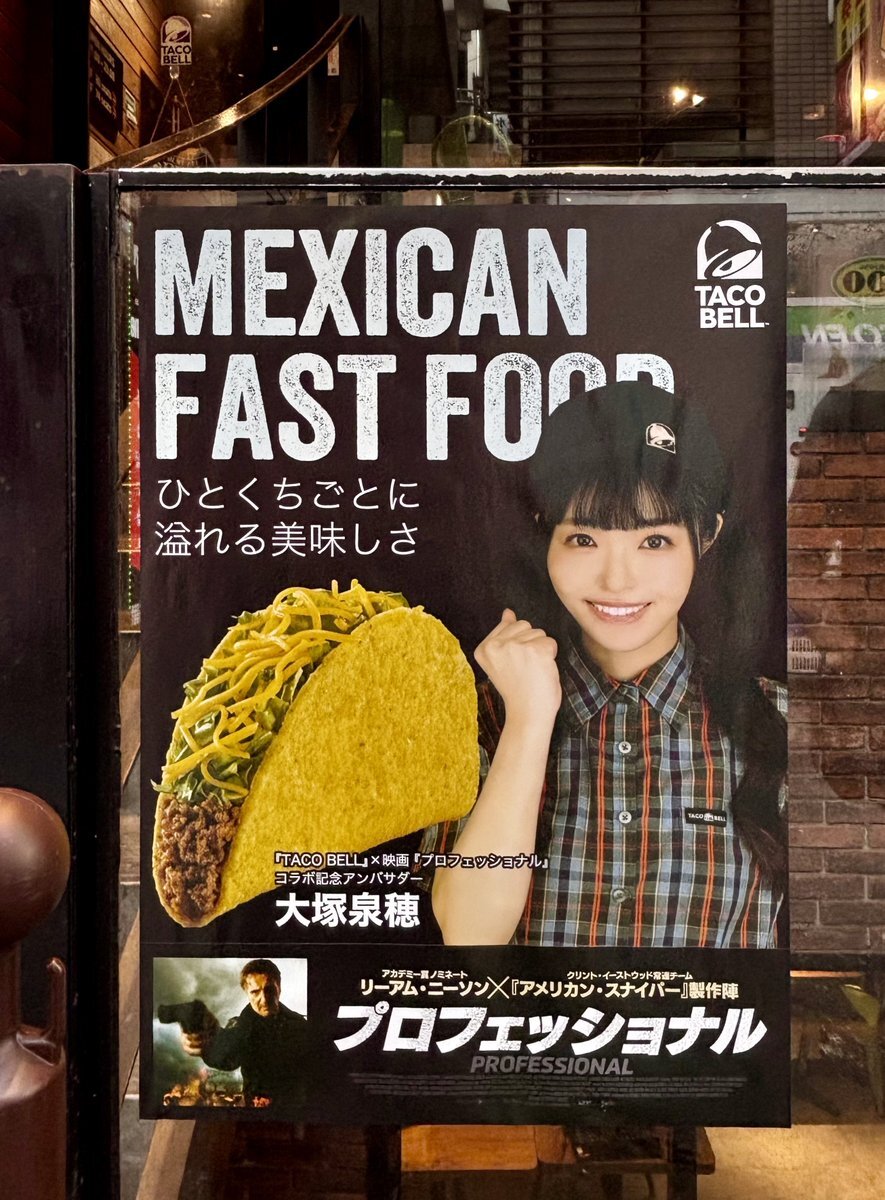 TACO
BELL
MEXICAN
FAST FOOD
TACO
BELL
ひとくちごとに
溢れる美味しさ
TACO BELL
『TACO BELL』×映画『プロフェッショナル』
コラボ記念アンバサダー
大塚泉穂
アカデミー賞ノミネート
クリント・イーストウッド常連チーム
リーアム・ニーソン×『アメリカン・スナイパー』製作陣
プロフェッショナル
PROFESSIONAL